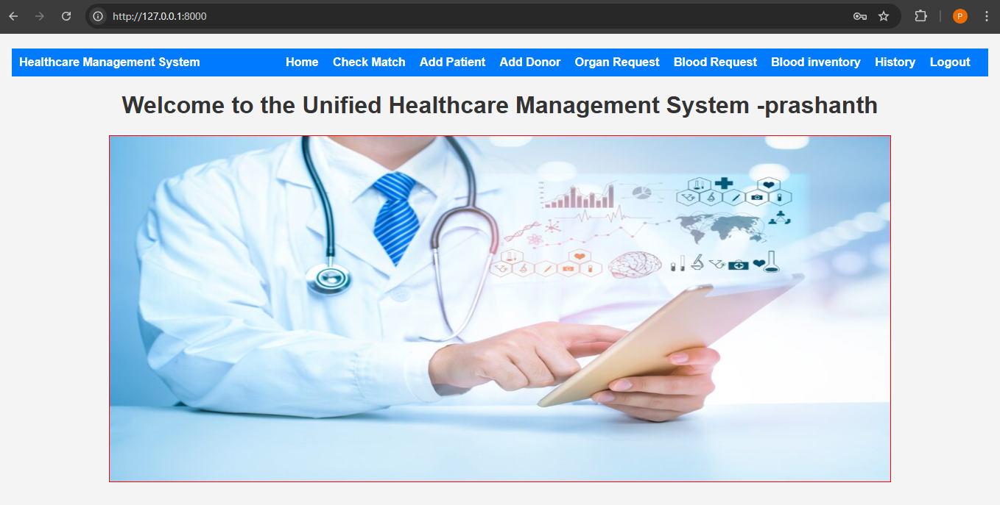 http://127.0.0.1:8000
P
Healthcare Management System Home Check Match Add Patient Add Donor Organ Request Blood Request Blood inventory History Logout
Welcome to the Unified Healthcare Management System -prashanth